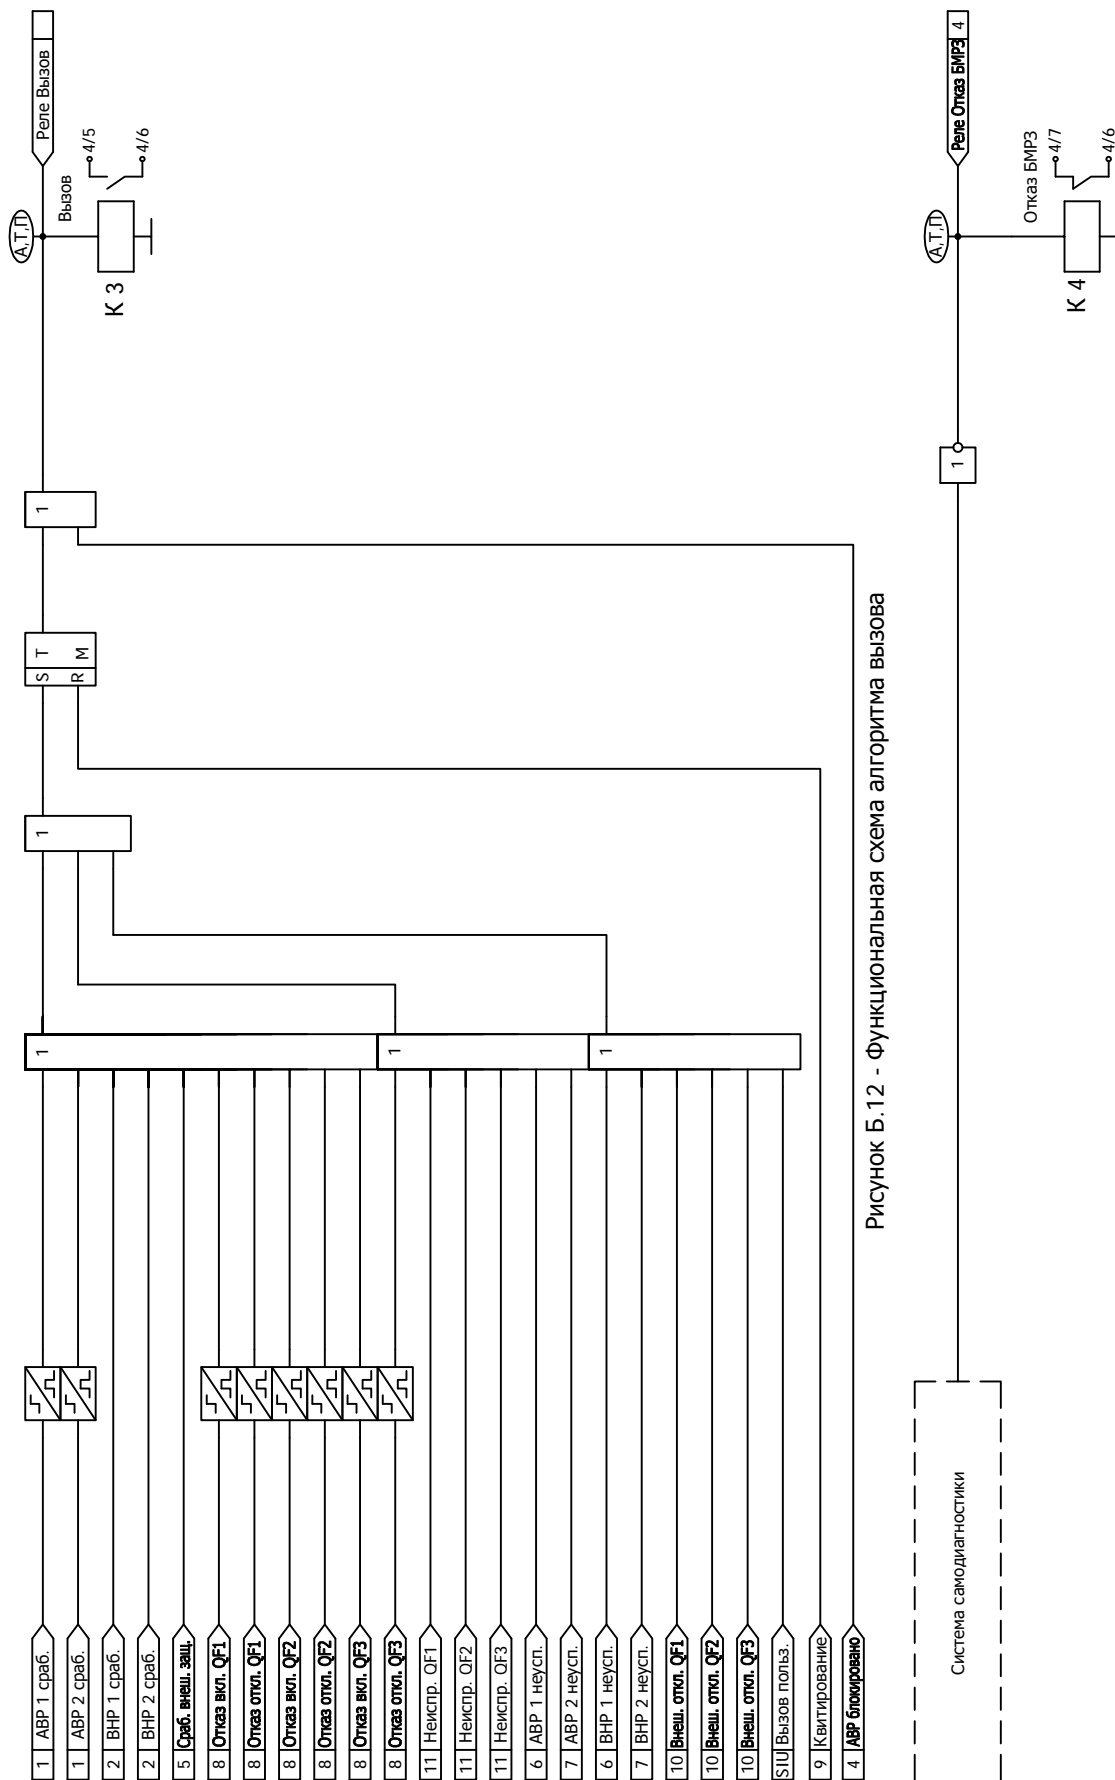 1 АВР 1 сраб.
1 АВР 2 сраб.
2 ВНР 1 сраб.
2 ВНР 2 сраб.
5 Сраб. внеш. защ.
8 Отказ вкл. QF1
8 Отказ откл. QF1
8 Отказ вкл. QF2
8 Отказ откл. QF2
8 Отказ вкл. QF3
8 Отказ откл. QF3
11 Неиспр. QF1
11 Неиспр. QF2
11 Неиспр. QF3
6 АВР 1 неусп.
7 АВР 2 неусп.
6 ВНР 1 неусп.
7 ВНР 2 неусп.
10 Внеш. откл. QF1
10 Внеш. откл. QF2
10 Внеш. откл. QF3
SIU Вызов польз.
9 Квитирование
4 АВР блокировано
1
1
1
1
S T
R M
1
А,Т,П
Реле Вызов
Вызов
К 3
4/5
4/6
Рисунок Б.12 - Функциональная схема алгоритма вызова
Система самодиагностики
1
А,Т,П
Реле Отказ БМРЗ 4
Отказ БМРЗ
К 4
4/7
4/6